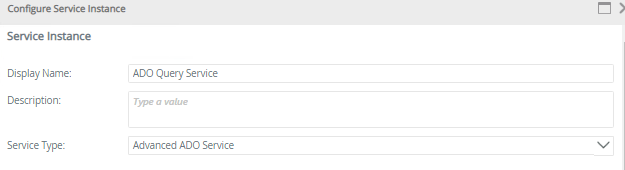 Configure Service Instance
Service Instance
Display Name: ADO Query Service
Description: Type a value
Service Type: Advanced ADO Service